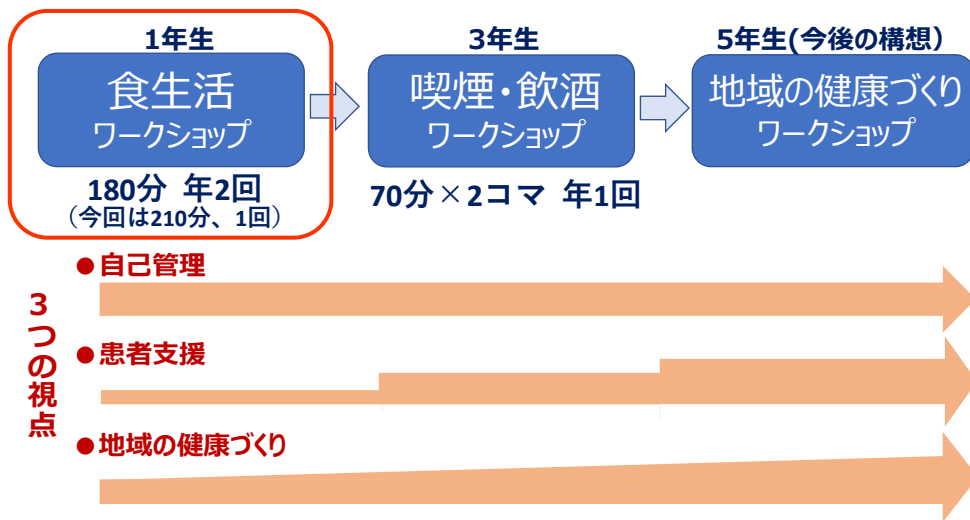 1年生
食生活
ワークショップ
180分 年2回
（今回は210分、1回）
3年生
喫煙・飲酒
ワークショップ
70分×2コマ 年1回
5年生(今後の構想）
地域の健康づくり
ワークショップ
3つの視点
●自己管理
●患者支援
●地域の健康づくり